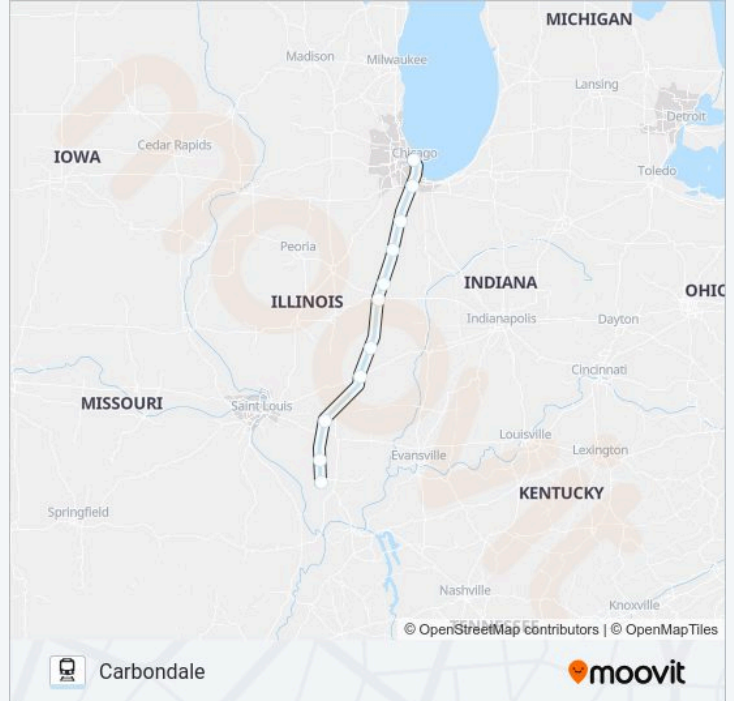 MICHIGAN
Madison
Milwaukee
Lansing
Detroit
Chicago
Cedar Rapids
IOWA
Toledo
Peoria
ILLINOIS
INDIANA
OHIO
Indianapolis
Dayton
Cincinnati
MISSOURI
Saint Louis
Louisville
Evansville
Lexington
KENTUCKY
Springfield
Nashville
Knoxville
TENNESSEE
© OpenStreetMap contributors | © OpenMapTiles
Carbondale
moovit